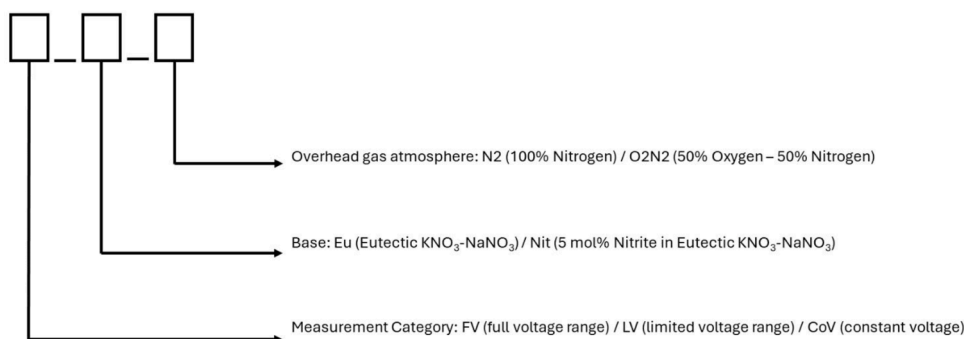 Overhead gas atmosphere: N2 (100% Nitrogen) / O2N2 (50% Oxygen – 50% Nitrogen)
Base: Eu (Eutectic KNO₃-NaNO₃) / Nit (5 mol% Nitrite in Eutectic KNO₃-NaNO₃)
Measurement Category: FV (full voltage range) / LV (limited voltage range) / CoV (constant voltage)